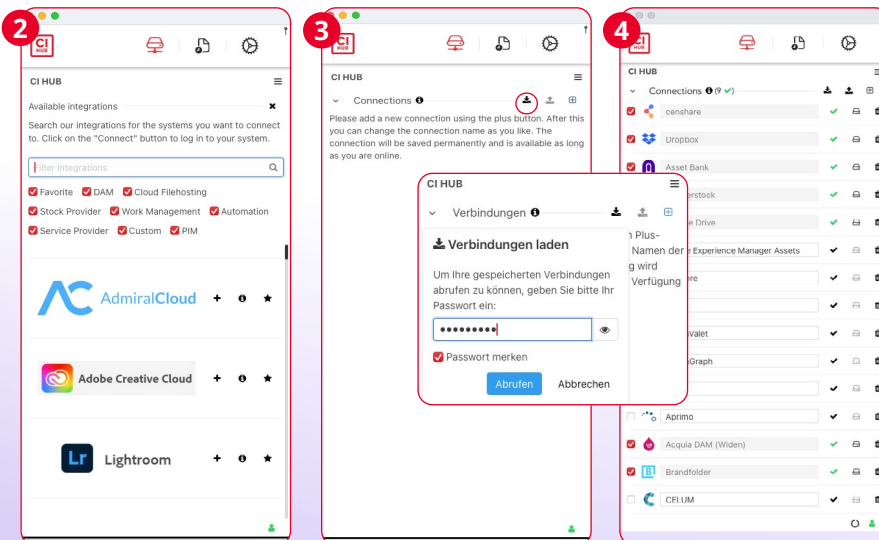 2
CI
HUB
CI HUB
Available integrations
Search our integrations for the systems you want to connect
to. Click on the "Connect" button to log in to your system.
Filter integrations
Favorite DAM Cloud Filehosting
Stock Provider Work Management Automation
Service Provider Custom PIM
AdmiralCloud
Adobe Creative Cloud
Lr Lightroom
3
CI
HUB
CI HUB
Connections
Please add a new connection using the plus button. After this
you can change the connection name as you like. The
connection will be saved permanently and is available as long
as you are online.
CI HUB
Verbindungen
Plus-
Namen der
g wird
Verfügung
Verbindungen laden
Um Ihre gespeicherten Verbindungen
abrufen zu können, geben Sie bitte Ihr
Passwort ein:
•••••••••
Passwort merken
Abrufen Abbrechen
4
CI
HUB
CI HUB
Connections (9 ✔)
censhare
Dropbox
Asset Bank
erstock
e Drive
e Experience Manager Assets
ore
Valet
Graph
Aprimo
Acquia DAM (Widen)
B Brandfolder
CELUM